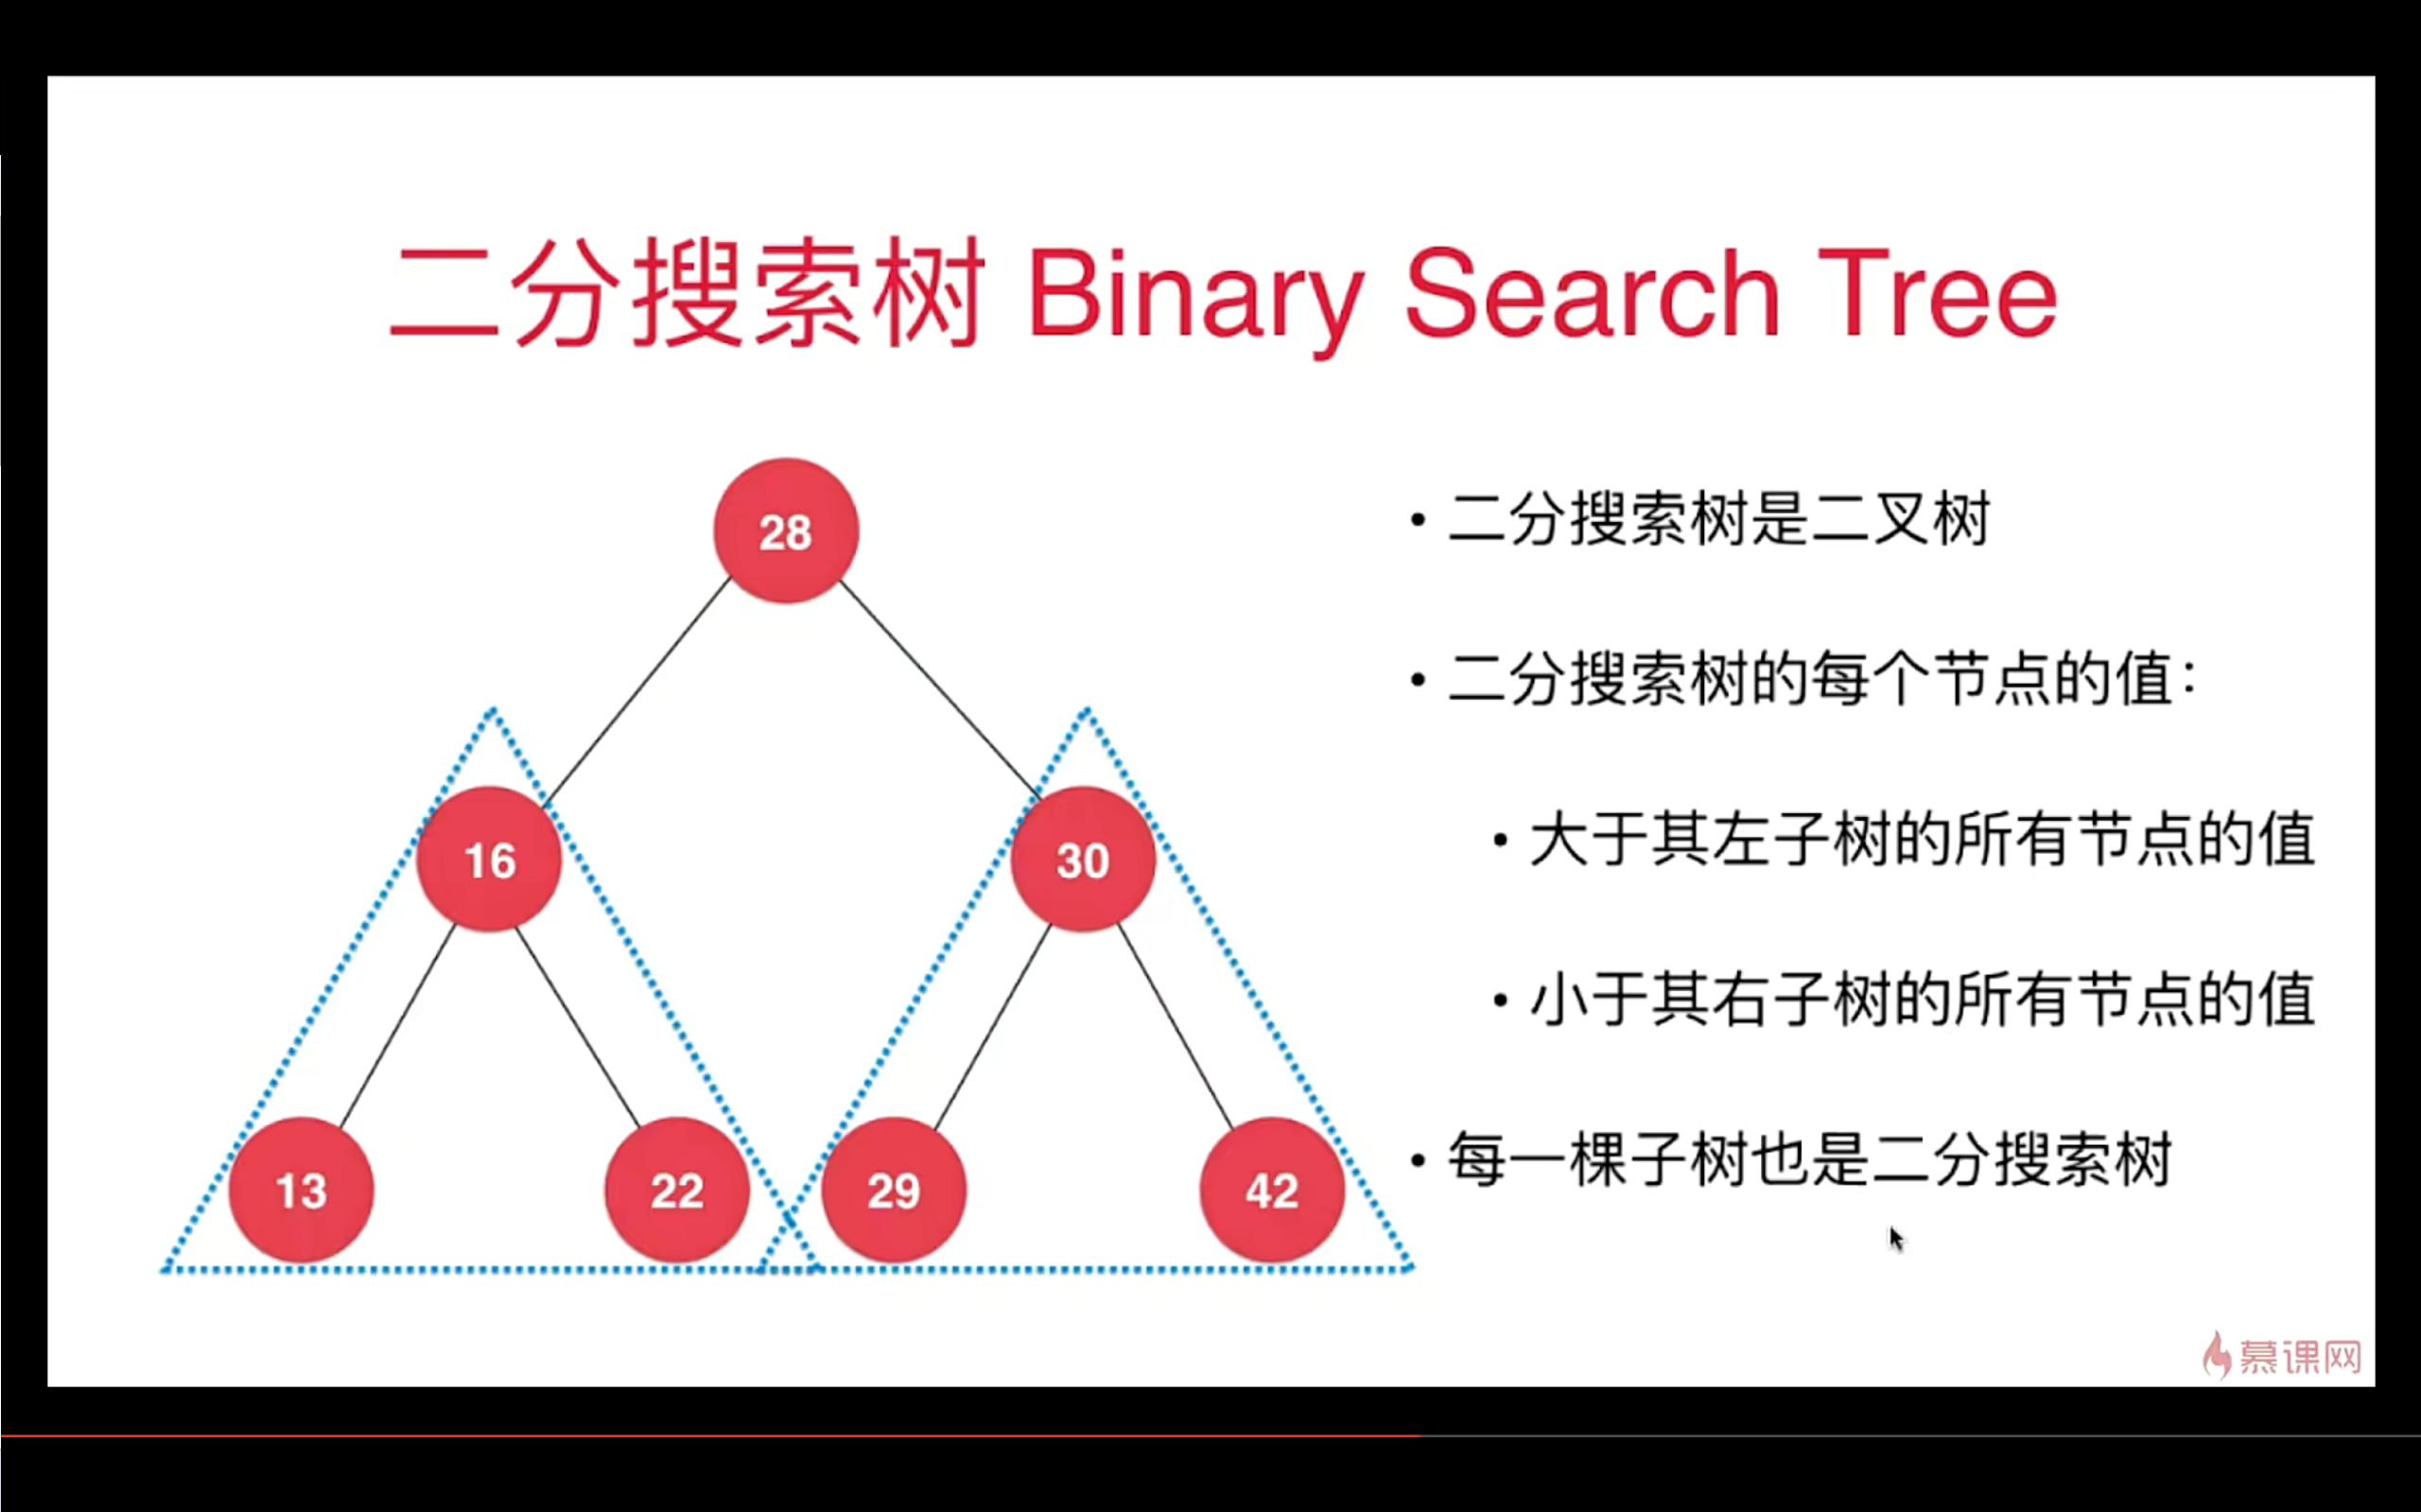 二分搜索树 Binary Search Tree
28
16
30
13
22
29
42
• 二分搜索树是二叉树
• 二分搜索树的每个节点的值：
• 大于其左子树的所有节点的值
• 小于其右子树的所有节点的值
• 每一棵子树也是二分搜索树
慕课网